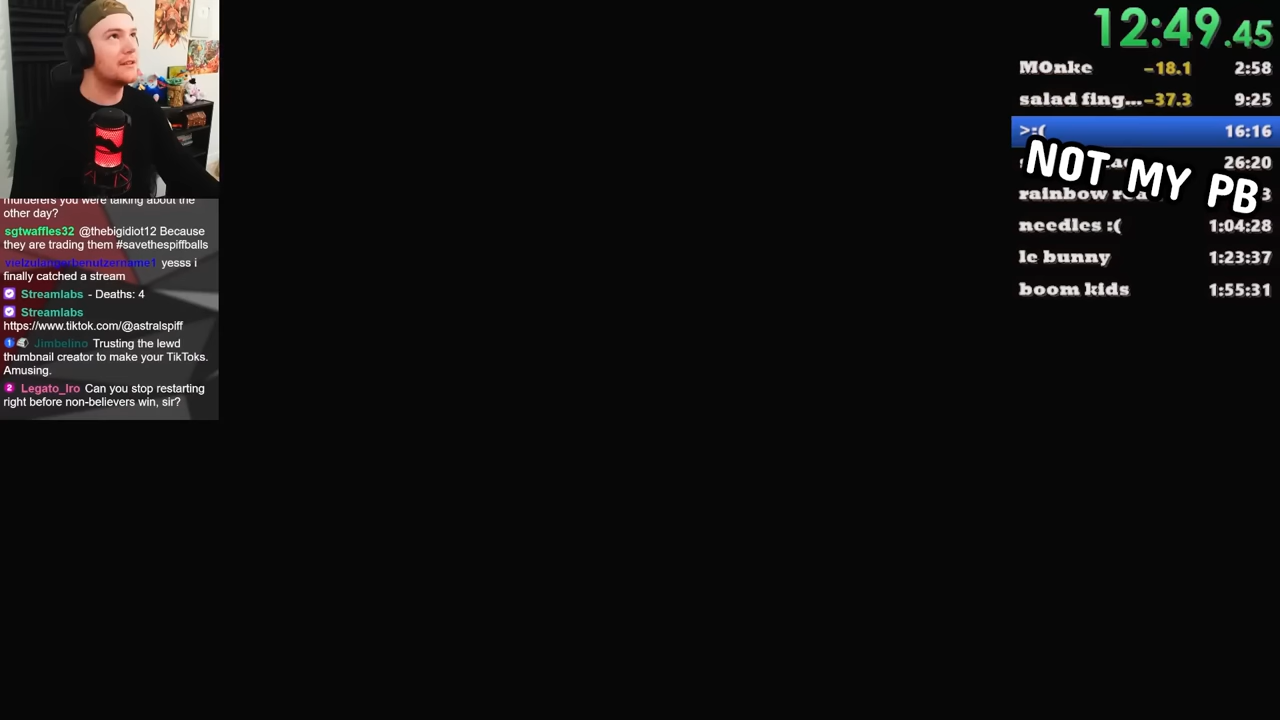 12:49.45
MOnke -18.1 2:58
salad fing... -37.3 9:25
>:( 16:16
26:20
NOT MY PB
rainbow 3
needles :( 1:04:28
le bunny 1:23:37
boom kids 1:55:31
murderers you were talking about the
other day?
sgtwaffles32 @thebigidiot12 Because
they are trading them #savethespiffballs
yesss i
finally catched a stream
Streamlabs - Deaths: 4
Streamlabs
https://www.tiktok.com/@astralspiff
Jimbelino Trusting the lewd
thumbnail creator to make your TikToks.
Amusing.
2 Legato_Iro Can you stop restarting
right before non-believers win, sir?